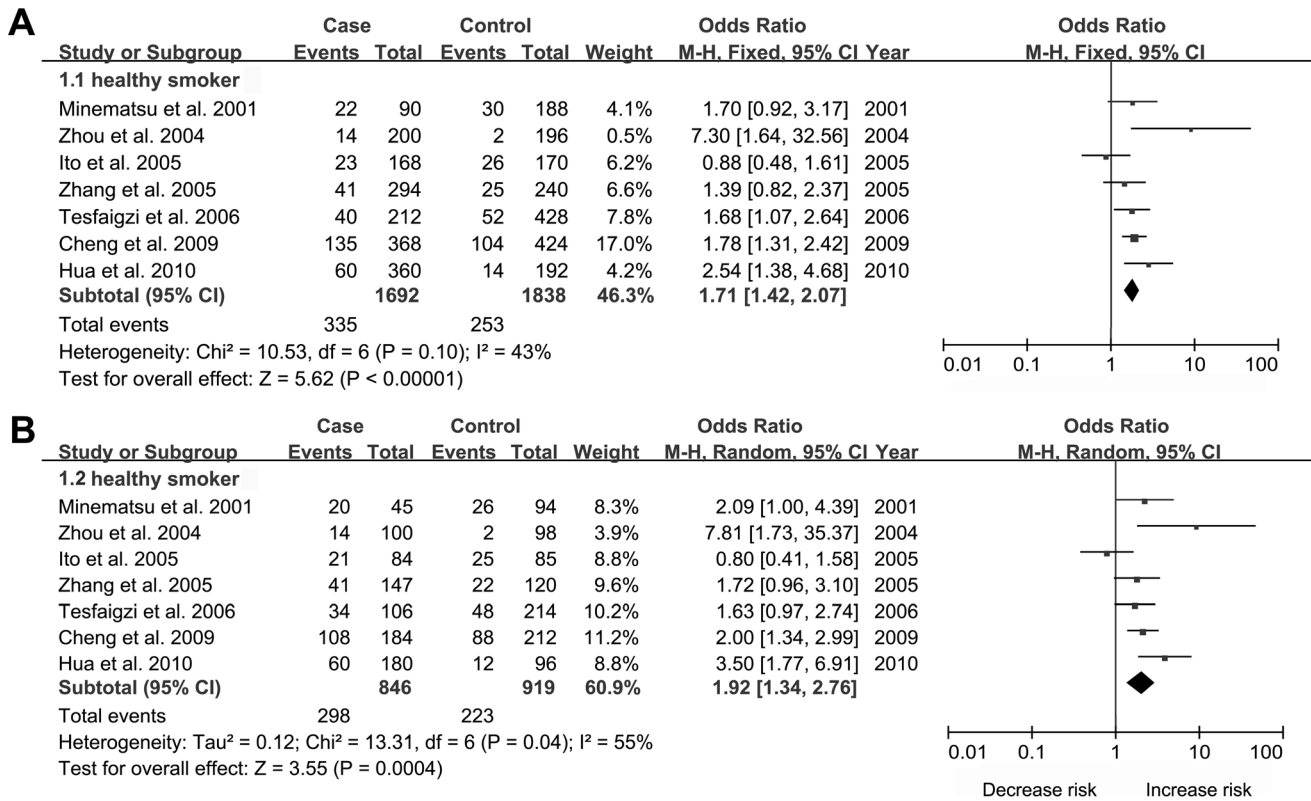 A
Case Control Odds Ratio Odds Ratio
Study or Subgroup Events Total Events Total Weight M-H, Fixed, 95% CI Year M-H, Fixed, 95% CI
1.1 healthy smoker
Minematsu et al. 2001 22 90 30 188 4.1% 1.70 [0.92, 3.17] 2001
Zhou et al. 2004 14 200 2 196 0.5% 7.30 [1.64, 32.56] 2004
Ito et al. 2005 23 168 26 170 6.2% 0.88 [0.48, 1.61] 2005
Zhang et al. 2005 41 294 25 240 6.6% 1.39 [0.82, 2.37] 2005
Tesfaigzi et al. 2006 40 212 52 428 7.8% 1.68 [1.07, 2.64] 2006
Cheng et al. 2009 135 368 104 424 17.0% 1.78 [1.31, 2.42] 2009
Hua et al. 2010 60 360 14 192 4.2% 2.54 [1.38, 4.68] 2010
Subtotal (95% CI) 1692 1838 46.3% 1.71 [1.42, 2.07]
Total events 335 253
Heterogeneity: Chi² = 10.53, df = 6 (P = 0.10); I² = 43%
Test for overall effect: Z = 5.62 (P < 0.00001)
0.01 0.1 1 10 100
B
Case Control Odds Ratio Odds Ratio
Study or Subgroup Events Total Events Total Weight M-H, Random, 95% CI Year M-H, Random, 95% CI
1.2 healthy smoker
Minematsu et al. 2001 20 45 26 94 8.3% 2.09 [1.00, 4.39] 2001
Zhou et al. 2004 14 100 2 98 3.9% 7.81 [1.73, 35.37] 2004
Ito et al. 2005 21 84 25 85 8.8% 0.80 [0.41, 1.58] 2005
Zhang et al. 2005 41 147 22 120 9.6% 1.72 [0.96, 3.10] 2005
Tesfaigzi et al. 2006 34 106 48 214 10.2% 1.63 [0.97, 2.74] 2006
Cheng et al. 2009 108 184 88 212 11.2% 2.00 [1.34, 2.99] 2009
Hua et al. 2010 60 180 12 96 8.8% 3.50 [1.77, 6.91] 2010
Subtotal (95% CI) 846 919 60.9% 1.92 [1.34, 2.76]
Total events 298 223
Heterogeneity: Tau² = 0.12; Chi² = 13.31, df = 6 (P = 0.04); I² = 55%
Test for overall effect: Z = 3.55 (P = 0.0004)
0.01 0.1 1 10 100
Decrease risk Increase risk